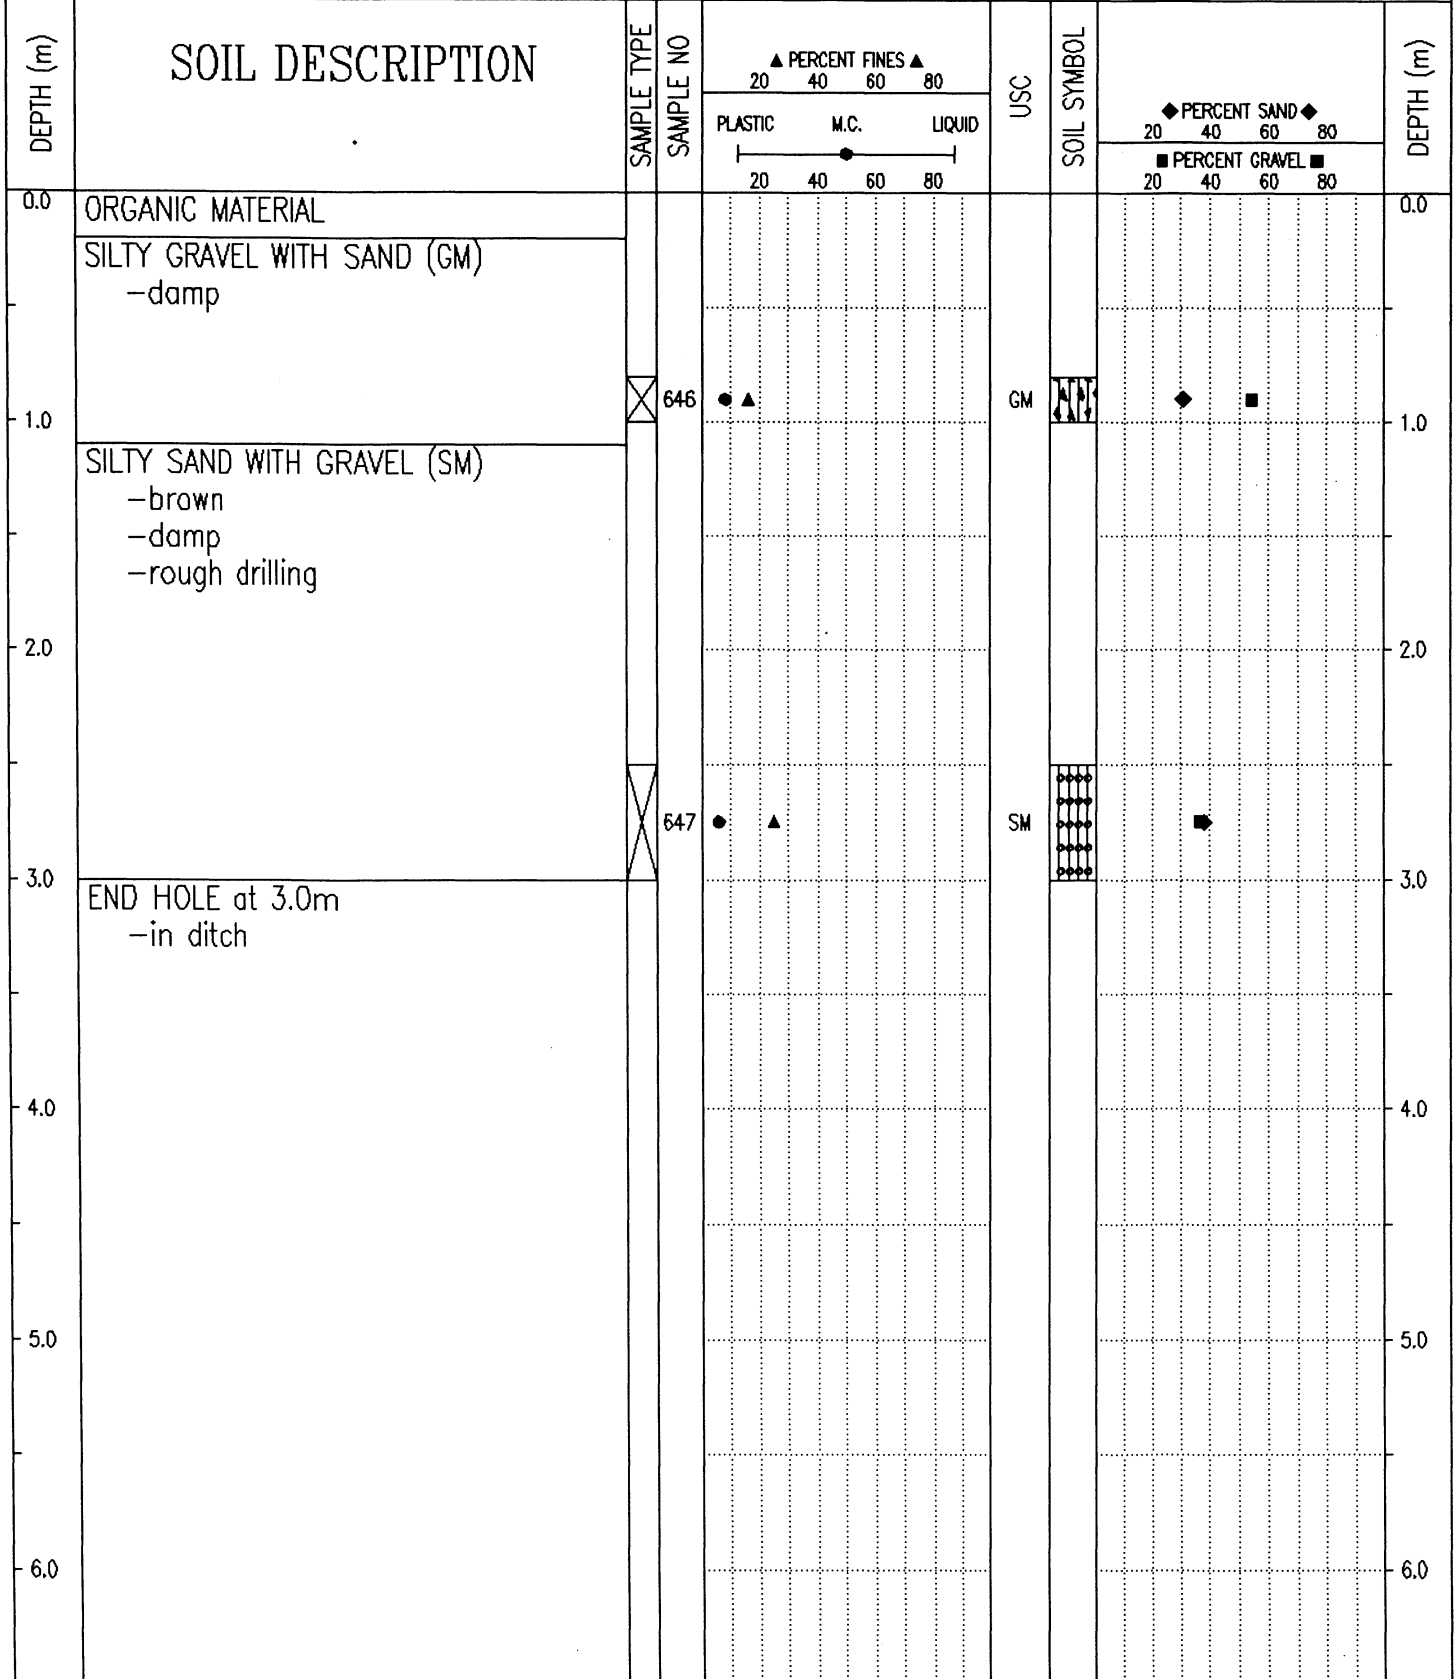 DEPTH (m)
SOIL DESCRIPTION
SAMPLE TYPE
SAMPLE NO
▲ PERCENT FINES ▲
20 40 60 80
PLASTIC M.C. LIQUID
20 40 60 80
USC
SOIL SYMBOL
◆ PERCENT SAND ◆
20 40 60 80
■ PERCENT GRAVEL ■
20 40 60 80
DEPTH (m)
0.0 ORGANIC MATERIAL 0.0
SILTY GRAVEL WITH SAND (GM)
-damp
646 GM
1.0 1.0
SILTY SAND WITH GRAVEL (SM)
-brown
-damp
-rough drilling
2.0 2.0
647 SM
3.0 3.0
END HOLE at 3.0m
-in ditch
4.0 4.0
5.0 5.0
6.0 6.0